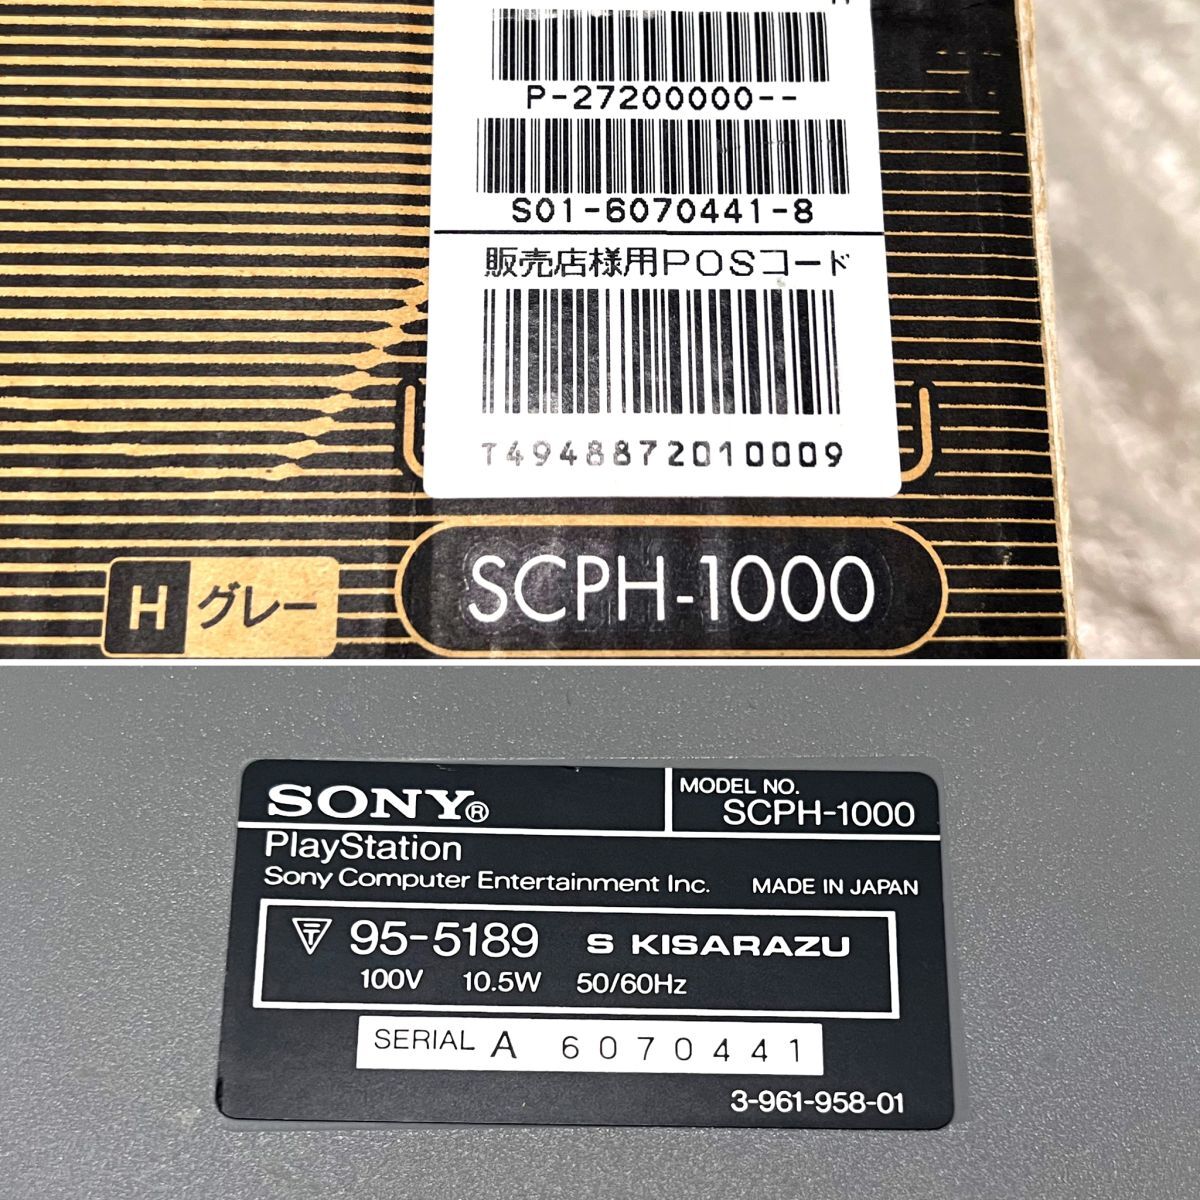 P-27200000--
S01-6070441-8
販売店様用POSコード
T4948872010009
SCPH-1000
H グレー
SONY®
MODEL NO.
SCPH-1000
PlayStation
Sony Computer Entertainment Inc. MADE IN JAPAN
T 95-5189 S KISARAZU
100V 10.5W 50/60Hz
SERIAL A 6070441
3-961-958-01